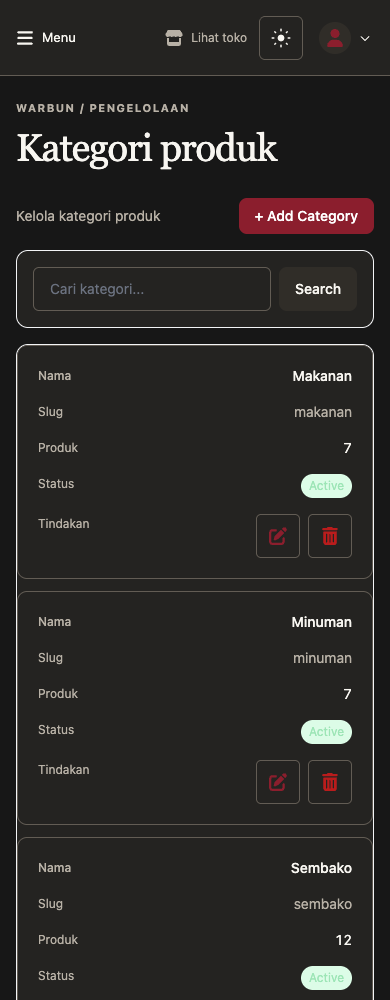 Menu
Lihat toko
WARBUN / PENGELOLAAN
Kategori produk
Kelola kategori produk
+ Add Category
Cari kategori...
Search
Nama Makanan
Slug makanan
Produk 7
Status Active
Tindakan
Nama Minuman
Slug minuman
Produk 7
Status Active
Tindakan
Nama Sembako
Slug sembako
Produk 12
Status Active